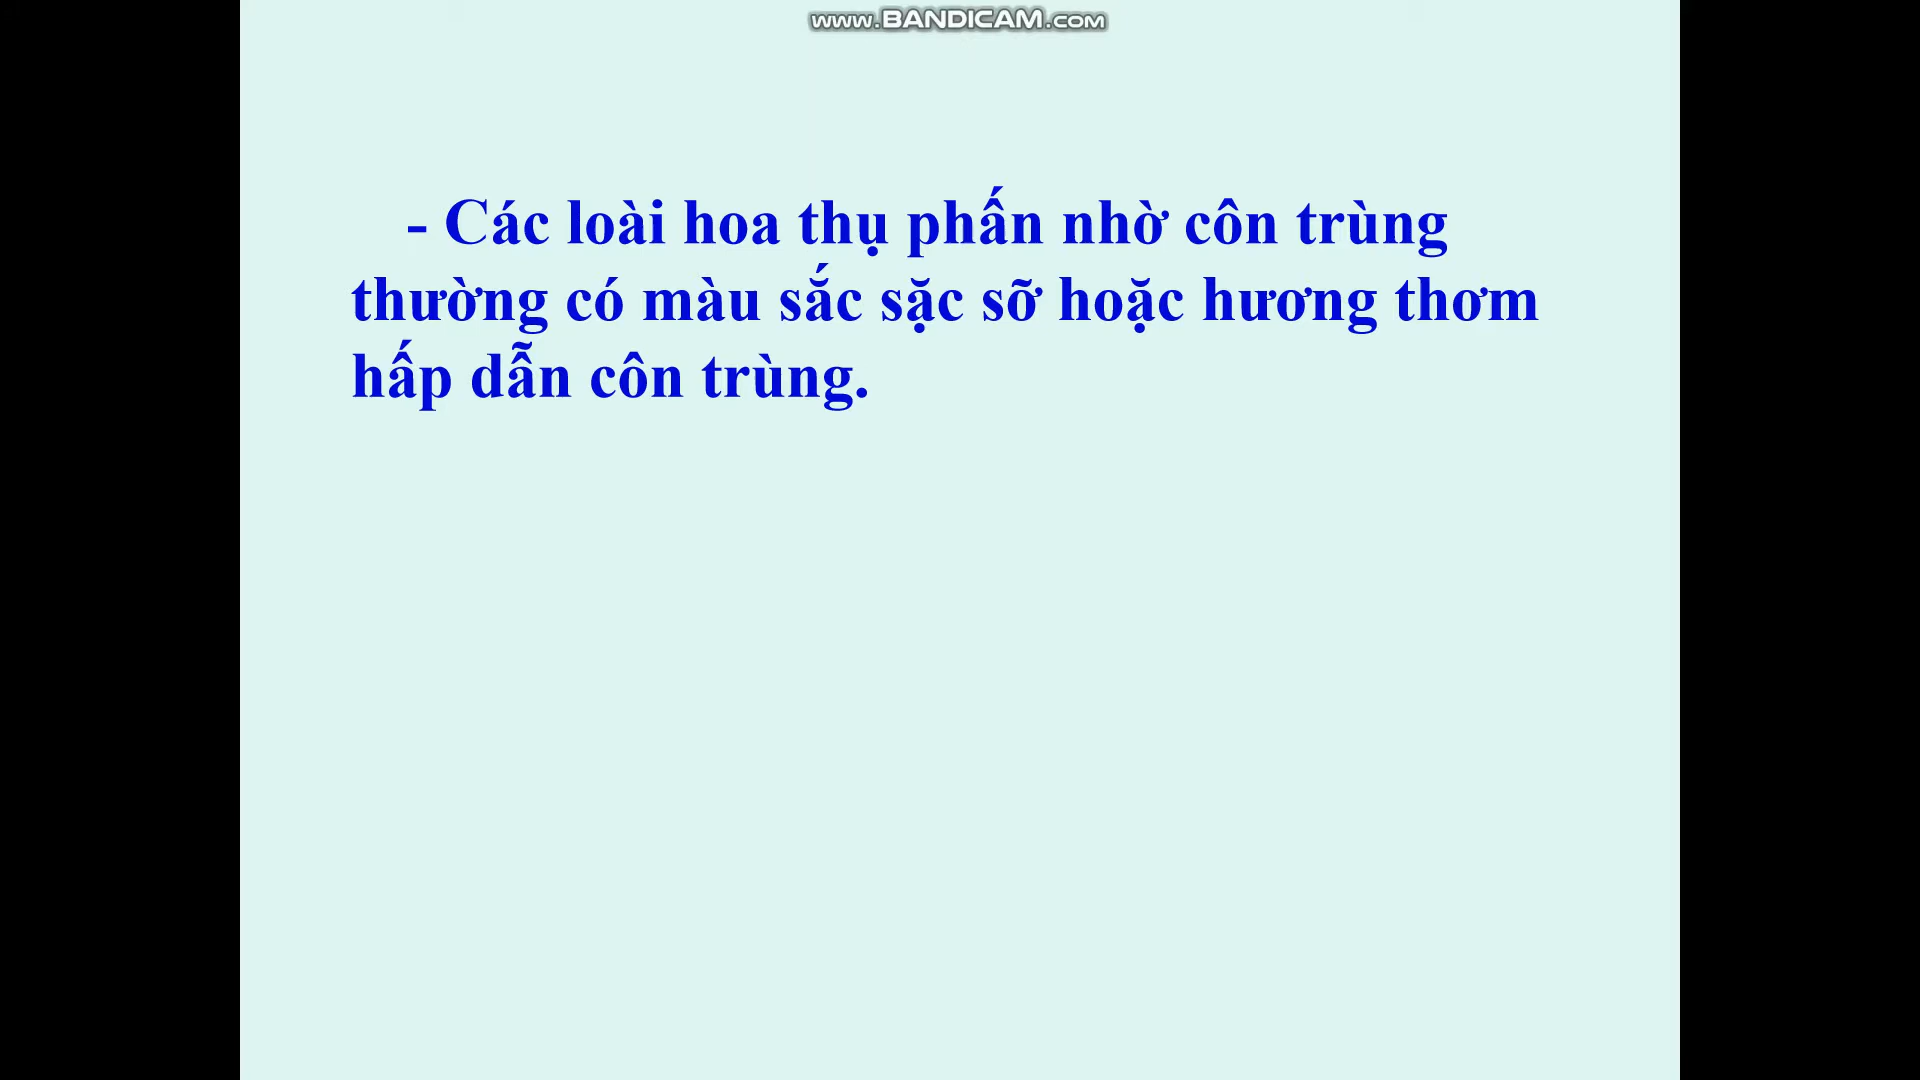 www.BANDICAM.com
- Các loài hoa thụ phấn nhờ côn trùng
thường có màu sắc sặc sỡ hoặc hương thơm
hấp dẫn côn trùng.